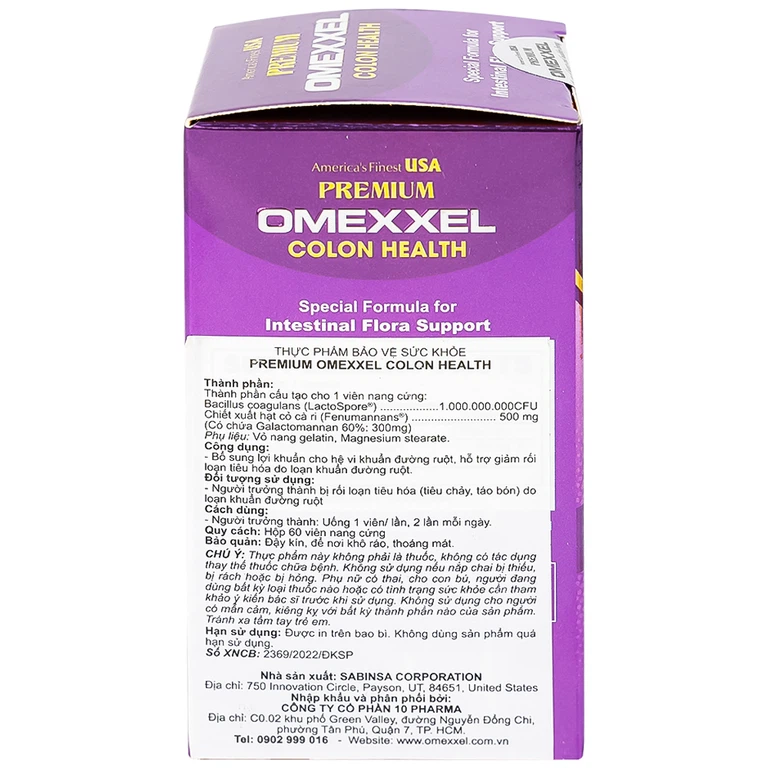 America's Finest USA
PREMIUM
OMEXXEL
COLON HEALTH
Special Formula for
PREMIUM
OMEXXEL
America's Finest USA
PREMIUM
OMEXXEL
COLON HEALTH
Special Formula for
Intestinal Flora Support
THỰC PHẨM BẢO VỆ SỨC KHỎE
PREMIUM OMEXXEL COLON HEALTH
Thành phần:
Thành phần cấu tạo cho 1 viên nang cứng:
Bacillus coagulans (LactoSpore®) ..................1.000.000.000CFU
Chiết xuất hạt cỏ cà ri (Fenumannans®) .......................... 500 mg
(Có chứa Galactomannan 60%: 300mg)
Phụ liệu: Vỏ nang gelatin, Magnesium stearate.
Công dụng:
- Bổ sung lợi khuẩn cho hệ vi khuẩn đường ruột, hỗ trợ giảm rối
loạn tiêu hóa do loạn khuẩn đường ruột.
Đối tượng sử dụng:
- Người trưởng thành bị rối loạn tiêu hóa (tiêu chảy, táo bón) do
loạn khuẩn đường ruột
Cách dùng:
- Người trưởng thành: Uống 1 viên/ lần, 2 lần mỗi ngày.
Quy cách: Hộp 60 viên nang cứng
Bảo quản: Đậy kín, để nơi khô ráo, thoáng mát.
CHÚ Ý: Thực phẩm này không phải là thuốc, không có tác dụng
thay thế thuốc chữa bệnh. Không sử dụng nếu nắp chai bị thiếu,
bị rách hoặc bị hỏng. Phụ nữ có thai, cho con bú, người đang
dùng bất kỳ loại thuốc nào hoặc có tình trạng sức khỏe cần tham
khảo ý kiến bác sĩ trước khi sử dụng. Không sử dụng cho người
có mẫn cảm, kiêng kỵ với bất kỳ thành phần nào của sản phẩm.
Tránh xa tầm tay trẻ em.
Hạn sử dụng: Được in trên bao bì. Không dùng sản phẩm quá
hạn sử dụng.
Số XNCB: 2369/2022/ĐKSP
Nhà sản xuất: SABINSA CORPORATION
Địa chỉ: 750 Innovation Circle, Payson, UT, 84651, United States
Nhập khẩu và phân phối bởi:
CÔNG TY CỔ PHẦN 10 PHARMA
Địa chỉ: C0.02 khu phố Green Valley, đường Nguyễn Đổng Chi,
phường Tân Phú, Quận 7, TP. HCM.
Tel: 0902 999 016 - Website: www.omexxel.com.vn